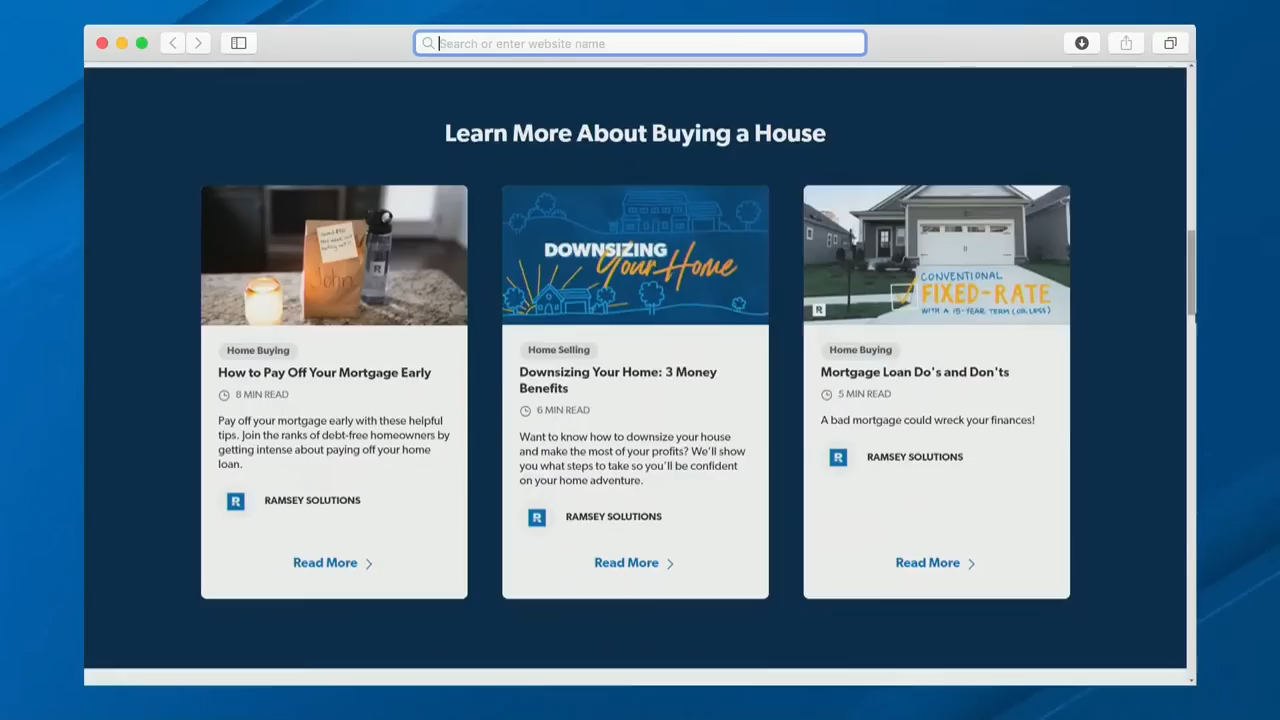 Search or enter website name
Learn More About Buying a House
John
R
DOWNSIZING
Your Home
CONVENTIONAL
FIXED-RATE
WITH A 15-YEAR TERM (OR LESS)
R
Home Buying
How to Pay Off Your Mortgage Early
8 MIN READ
Pay off your mortgage early with these helpful
tips. Join the ranks of debt-free homeowners by
getting intense about paying off your home
loan.
R RAMSEY SOLUTIONS
Read More
Home Selling
Downsizing Your Home: 3 Money
Benefits
6 MIN READ
Want to know how to downsize your house
and make the most of your profits? We'll show
you what steps to take so you'll be confident
on your home adventure.
R RAMSEY SOLUTIONS
Read More
Home Buying
Mortgage Loan Do's and Don'ts
5 MIN READ
A bad mortgage could wreck your finances!
R RAMSEY SOLUTIONS
Read More